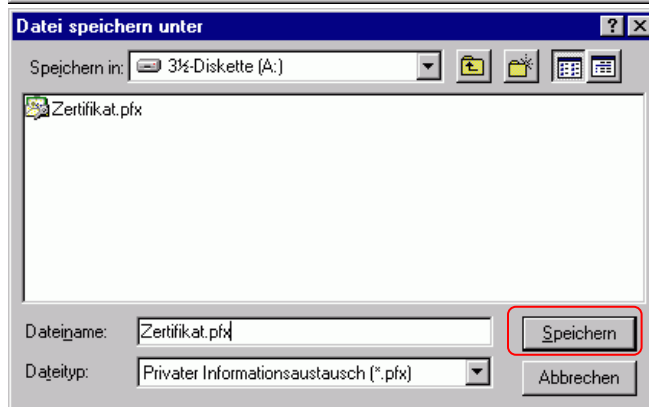 Datei speichern unter
Speichern in: 3½-Diskette (A:)
Zertifikat.pfx
Dateiname: Zertifikat.pfx Speichern
Dateityp: Privater Informationsaustausch (*.pfx) Abbrechen